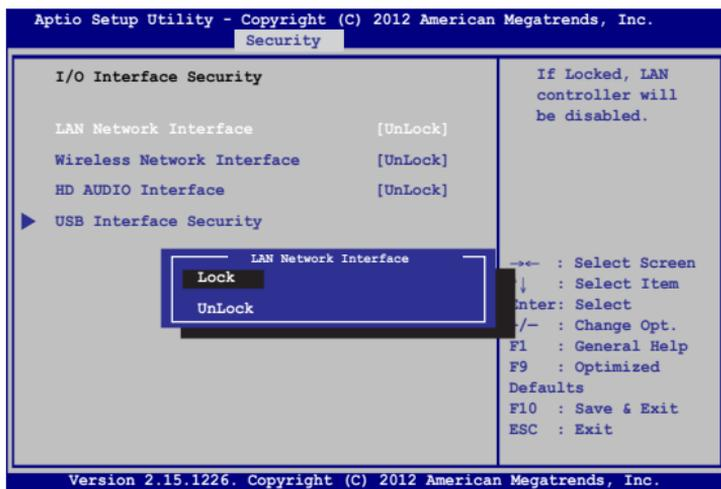 Aptio Setup Utility - Copyright (C) 2012 American Megatrends, Inc.
Security
I/O Interface Security
LAN Network Interface [UnLock]
Wireless Network Interface [UnLock]
HD AUDIO Interface [UnLock]
USB Interface Security
LAN Network Interface
Lock
UnLock
If Locked, LAN
controller will
be disabled.
→← : Select Screen
↓ : Select Item
Enter: Select
/— : Change Opt.
F1 : General Help
F9 : Optimized
Defaults
F10 : Save & Exit
ESC : Exit
Version 2.15.1226. Copyright (C) 2012 American Megatrends, Inc.